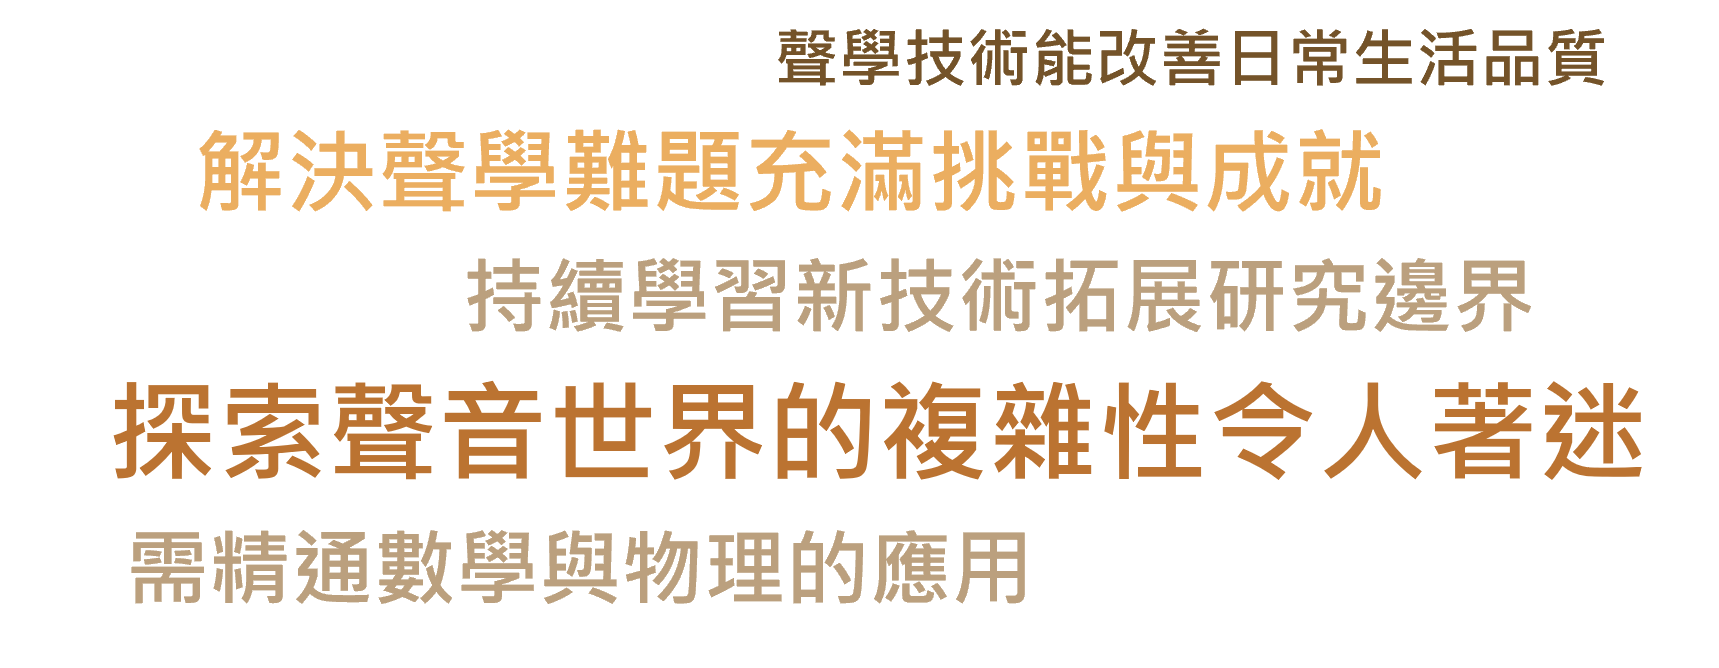 聲學技術能改善日常生活品質
解決聲學難題充滿挑戰與成就
持續學習新技術拓展研究邊界
探索聲音世界的複雜性令人著迷
需精通數學與物理的應用